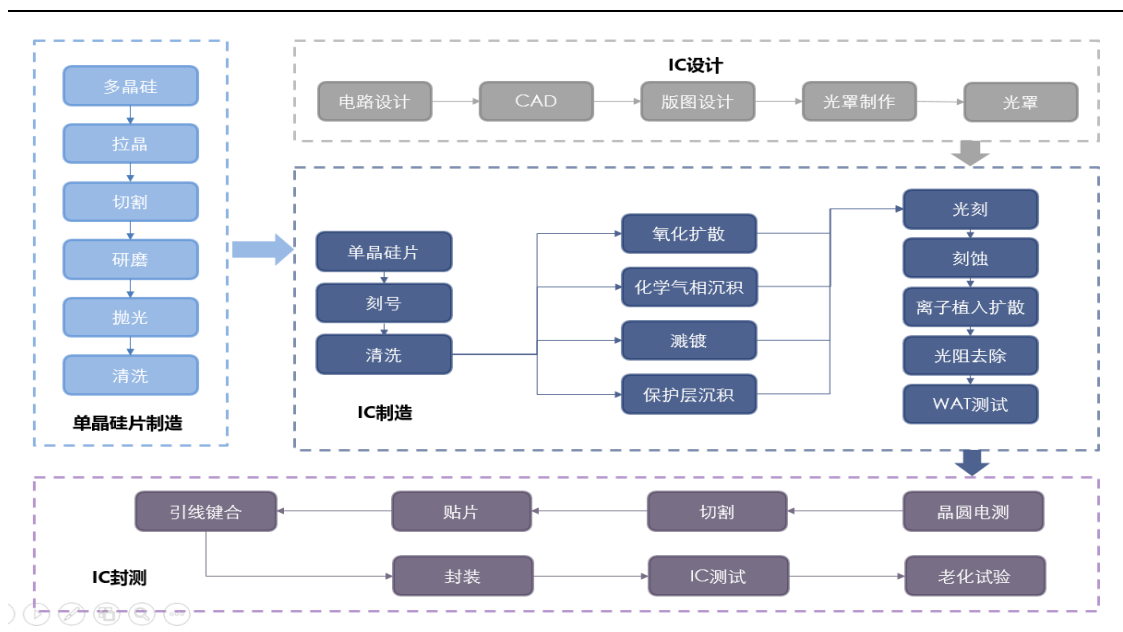 多晶硅
拉晶
切割
研磨
抛光
清洗
单晶硅片制造
IC设计
电路设计
CAD
版图设计
光罩制作
光罩
单晶硅片
刻号
清洗
氧化扩散
化学气相沉积
溅镀
保护层沉积
光刻
刻蚀
离子植入扩散
光阻去除
WAT测试
IC制造
晶圆电测
切割
贴片
引线键合
封装
IC测试
老化试验
IC封测